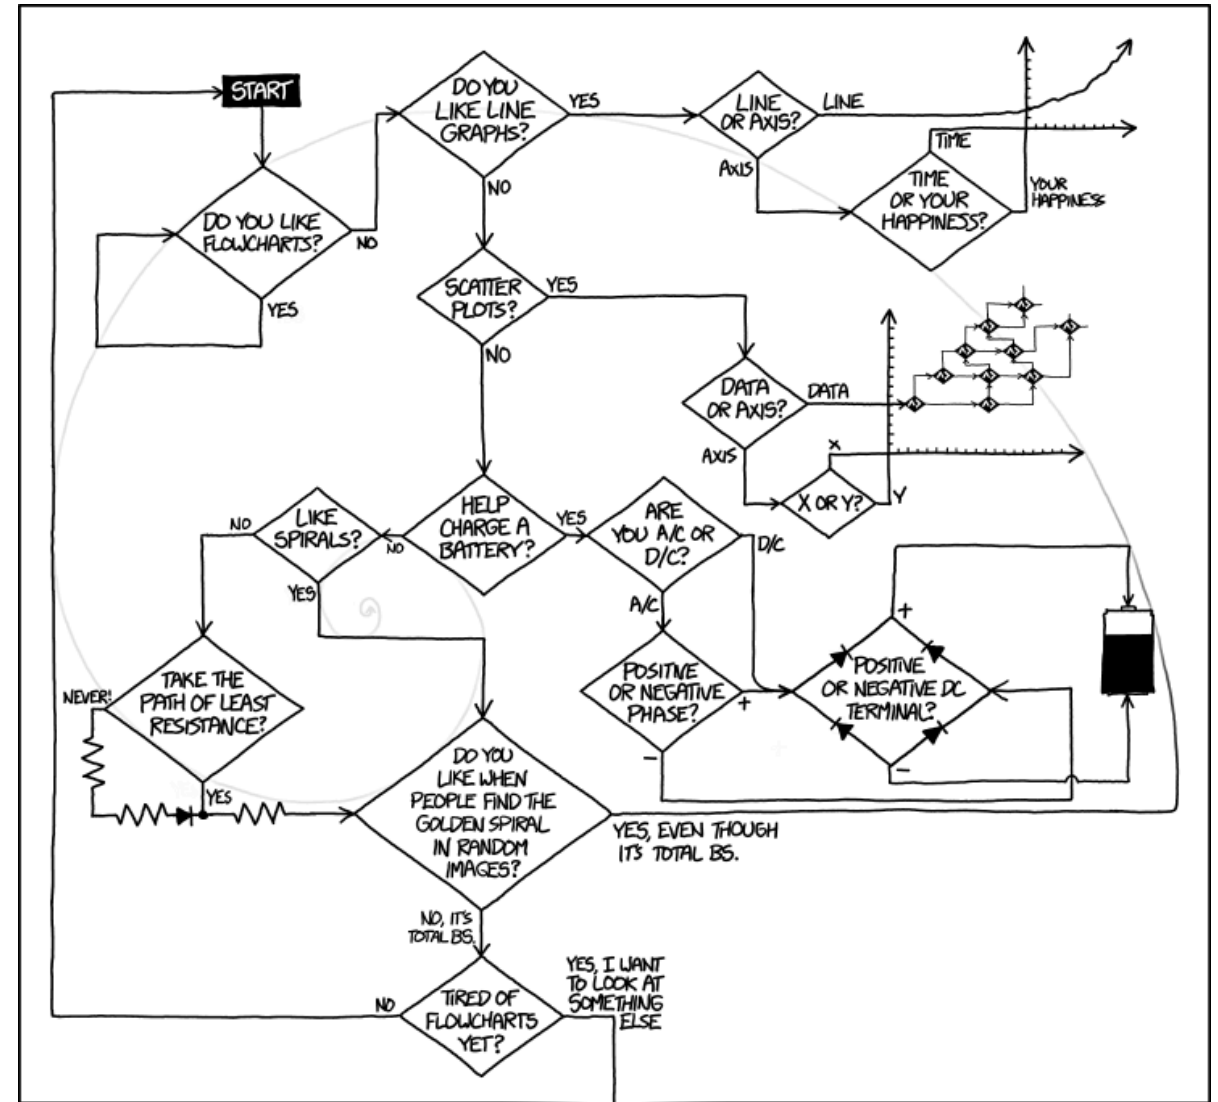 START
DO YOU
LIKE LINE
GRAPHS?
YES
LINE
OR AXIS?
LINE
AXIS
TIME
TIME
OR YOUR
HAPPINESS?
YOUR
HAPPINESS
NO
DO YOU LIKE
FLOWCHARTS?
NO
YES
SCATTER
PLOTS?
YES
NO
DATA
OR AXIS?
DATA
AXIS
X
X OR Y?
Y
HELP
CHARGE A
BATTERY?
NO
YES
LIKE
SPIRALS?
NO
YES
ARE
YOU A/C OR
D/C?
D/C
A/C
POSITIVE
OR NEGATIVE
PHASE?
+
-
+
POSITIVE
OR NEGATIVE DC
TERMINAL?
-
TAKE THE
PATH OF LEAST
RESISTANCE?
NEVER!
YES
DO YOU
LIKE WHEN
PEOPLE FIND THE
GOLDEN SPIRAL
IN RANDOM
IMAGES?
YES, EVEN THOUGH
IT'S TOTAL BS.
NO, IT'S
TOTAL BS.
TIRED OF
FLOWCHARTS
YET?
NO
YES, I WANT
TO LOOK AT
SOMETHING
ELSE